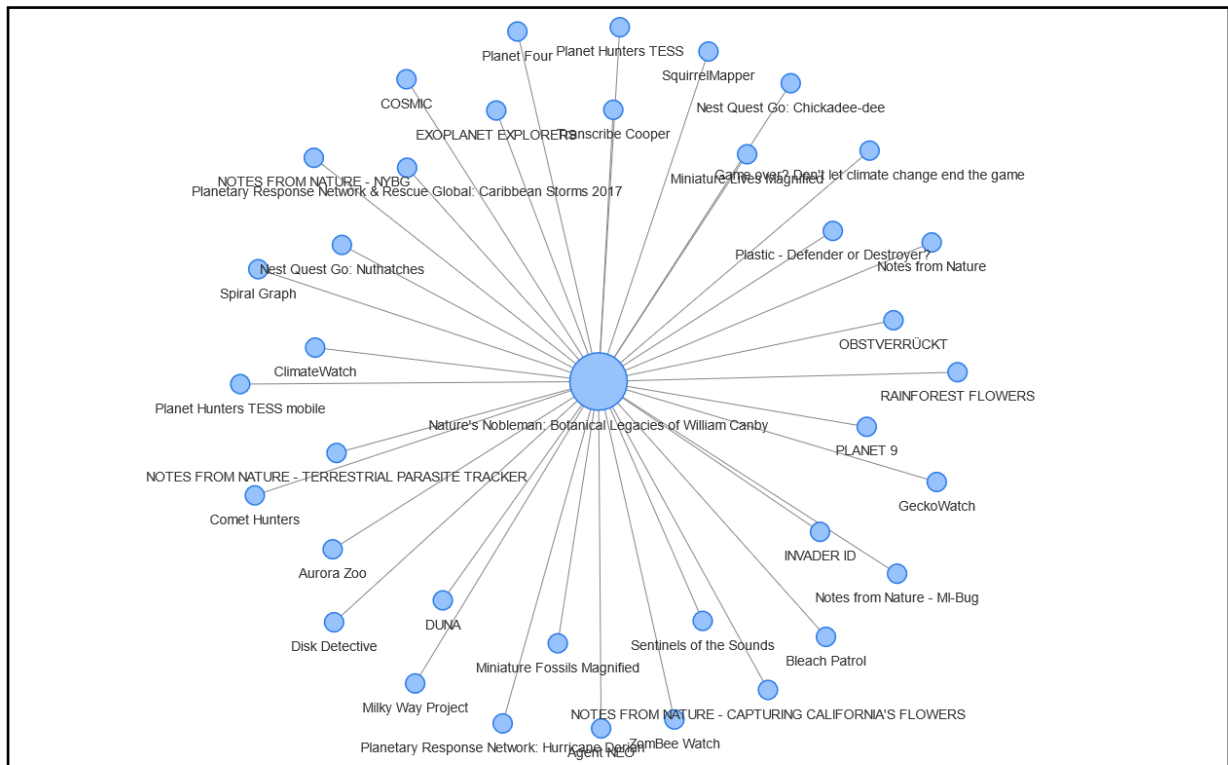 Planet Four
Planet Hunters TESS
SquirrelMapper
COSMIC
Nest Quest Go: Chickadee-dee
EXOPLANET EXPLORERS
Transcribe Cooper
NOTES FROM NATURE - NYBG
Miniature Lives Magnified
Game over? Don't let climate change end the game
Planetary Response Network & Rescue Global: Caribbean Storms 2017
Plastic - Defender or Destroyer?
Notes from Nature
Nest Quest Go: Nuthatches
Spiral Graph
OBSTVERRÜCKT
ClimateWatch
RAINFOREST FLOWERS
Planet Hunters TESS mobile
Nature's Nobleman: Botanical Legacies of William Canby
PLANET 9
NOTES FROM NATURE - TERRESTRIAL PARASITE TRACKER
GeckoWatch
Comet Hunters
INVADER ID
Aurora Zoo
Notes from Nature - MI-Bug
DUNA
Disk Detective
Sentinels of the Sounds
Bleach Patrol
Miniature Fossils Magnified
Milky Way Project
NOTES FROM NATURE - CAPTURING CALIFORNIA'S FLOWERS
Planetary Response Network: Hurricane Dorian
Agent NEO
ZomBee Watch